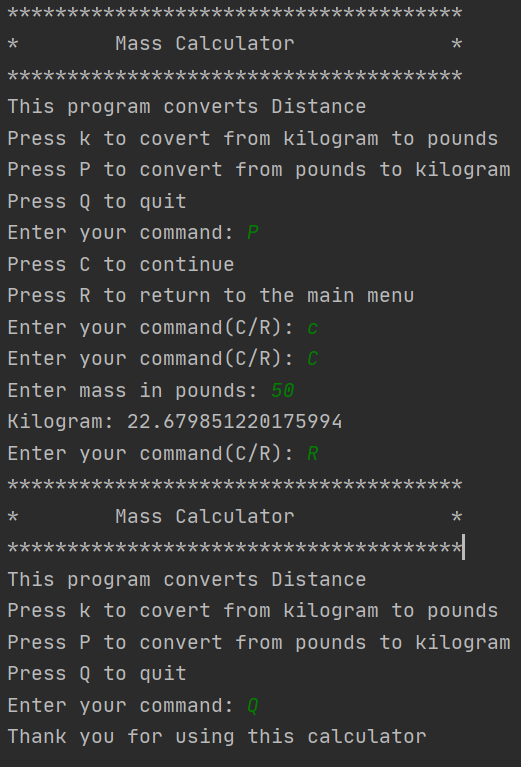 **************************************
*        Mass Calculator             *
**************************************
This program converts Distance
Press k to covert from kilogram to pounds
Press P to convert from pounds to kilogram
Press Q to quit
Enter your command: P
Press C to continue
Press R to return to the main menu
Enter your command(C/R): c
Enter your command(C/R): C
Enter mass in pounds: 50
Kilogram: 22.679851220175994
Enter your command(C/R): R
**************************************
*        Mass Calculator             *
**************************************
This program converts Distance
Press k to covert from kilogram to pounds
Press P to convert from pounds to kilogram
Press Q to quit
Enter your command: Q
Thank you for using this calculator